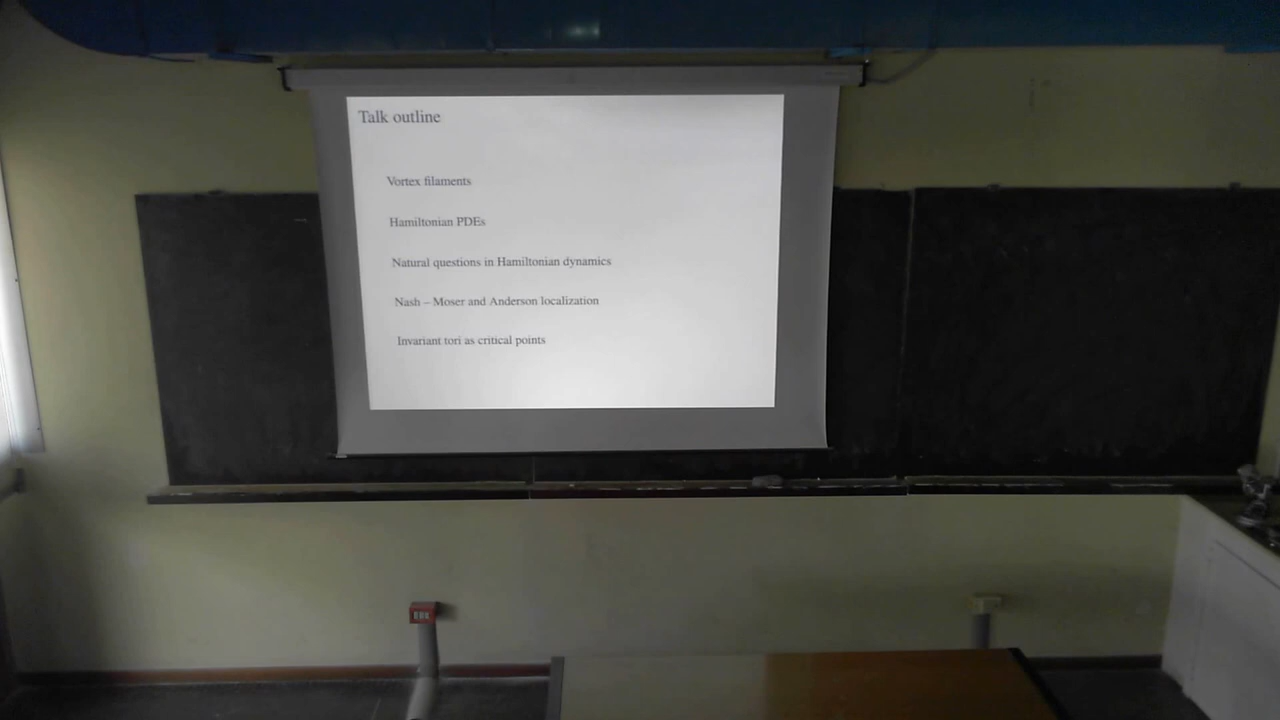 Talk outline
Vortex filaments
Hamiltonian PDEs
Natural questions in Hamiltonian dynamics
Nash – Moser and Anderson localization
Invariant tori as critical points